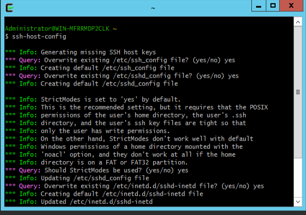 ~
Administrator@WIN-MFRRMDP2CLK ~
$ ssh-host-config

*** Info: Generating missing SSH host keys
*** Query: Overwrite existing /etc/ssh_config file? (yes/no) yes
*** Info: Creating default /etc/ssh_config file
*** Query: Overwrite existing /etc/sshd_config file? (yes/no) yes
*** Info: Creating default /etc/sshd_config file

*** Info: StrictModes is set to 'yes' by default.
*** Info: This is the recommended setting, but it requires that the POSIX
*** Info: permissions of the user's home directory, the user's .ssh
*** Info: directory, and the user's ssh key files are tight so that
*** Info: only the user has write permissions.
*** Info: On the other hand, StrictModes don't work well with default
*** Info: Windows permissions of a home directory mounted with the
*** Info: 'noacl' option, and they don't work at all if the home
*** Info: directory is on a FAT or FAT32 partition.
*** Query: Should StrictModes be used? (yes/no) yes
*** Info: Updating /etc/sshd_config file
*** Query: Overwrite existing /etc/inetd.d/sshd-inetd file? (yes/no) yes
*** Info: Creating default /etc/inetd.d/sshd-inetd file
*** Info: Updated /etc/inetd.d/sshd-inetd